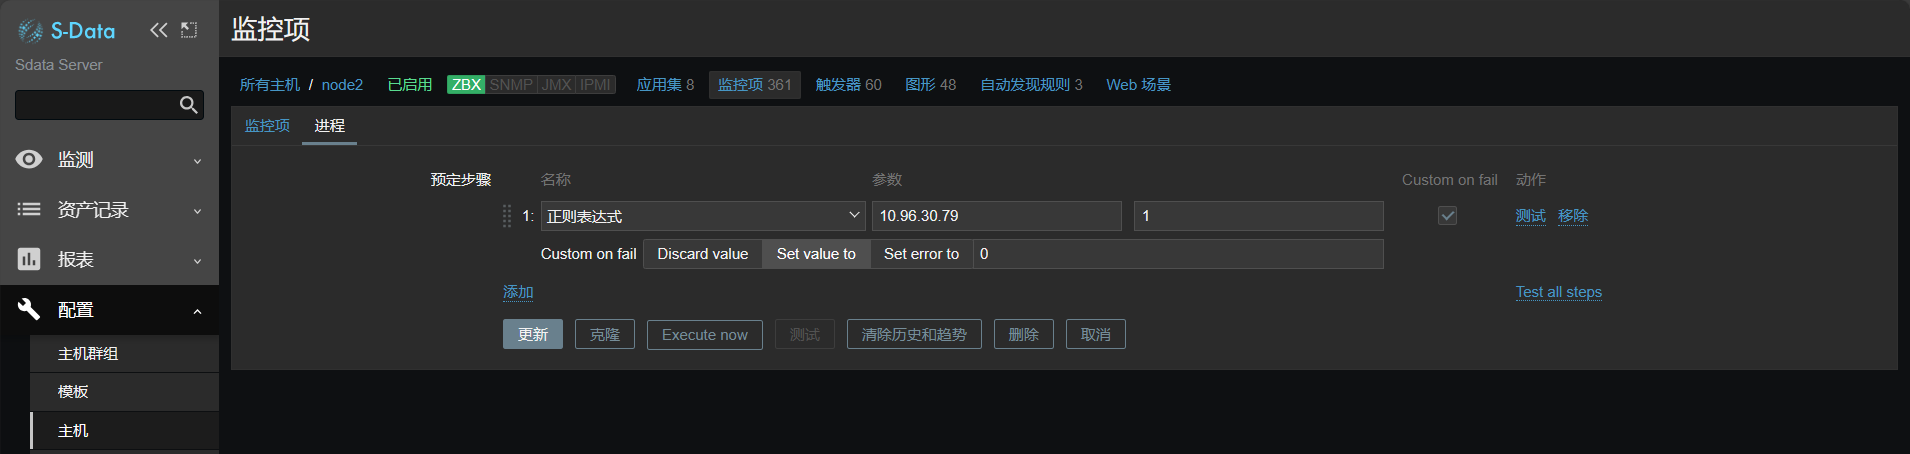 S-Data
Sdata Server
监测
资产记录
报表
配置
主机群组
模板
主机
监控项
所有主机 / node2 已启用 ZBX SNMP JMX IPMI 应用集 8 监控项 361 触发器 60 图形 48 自动发现规则 3 Web 场景
监控项 进程
预定步骤 名称 参数 Custom on fail 动作
1: 正则表达式 10.96.30.79 1 测试 移除
Custom on fail Discard value Set value to Set error to 0
添加 Test all steps
更新 克隆 Execute now 测试 清除历史和趋势 删除 取消